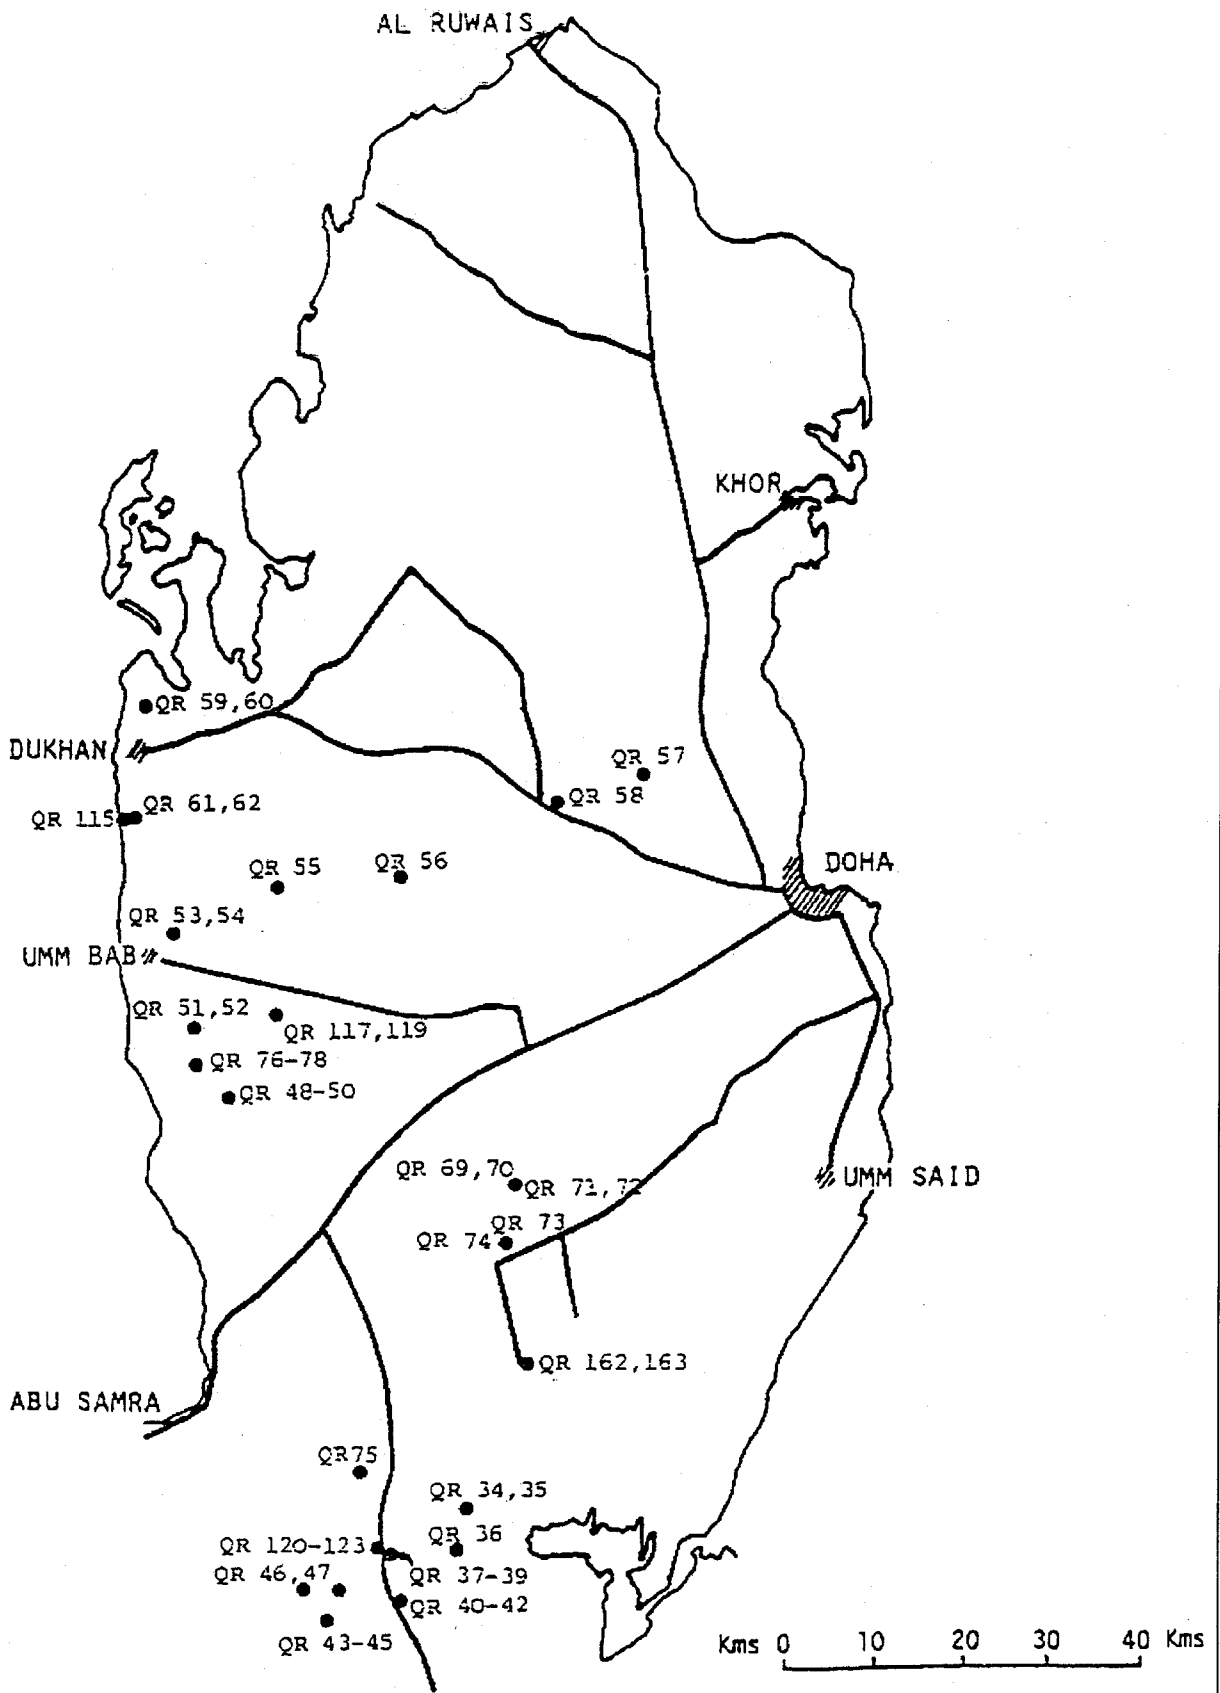 AL RUWAIS
KHOR
QR 59,60
DUKHAN
QR 57
QR 58
QR 61,62
QR 115
QR 55
QR 56
DOHA
QR 53,54
UMM BAB
QR 51,52
QR 117,119
QR 76-78
QR 48-50
QR 69,70
QR 71,72
UMM SAID
QR 73
QR 74
QR 162,163
ABU SAMRA
QR75
QR 34,35
QR 36
QR 120-123
QR 46,47
QR 37-39
QR 40-42
QR 43-45
Kms 0 10 20 30 40 Kms